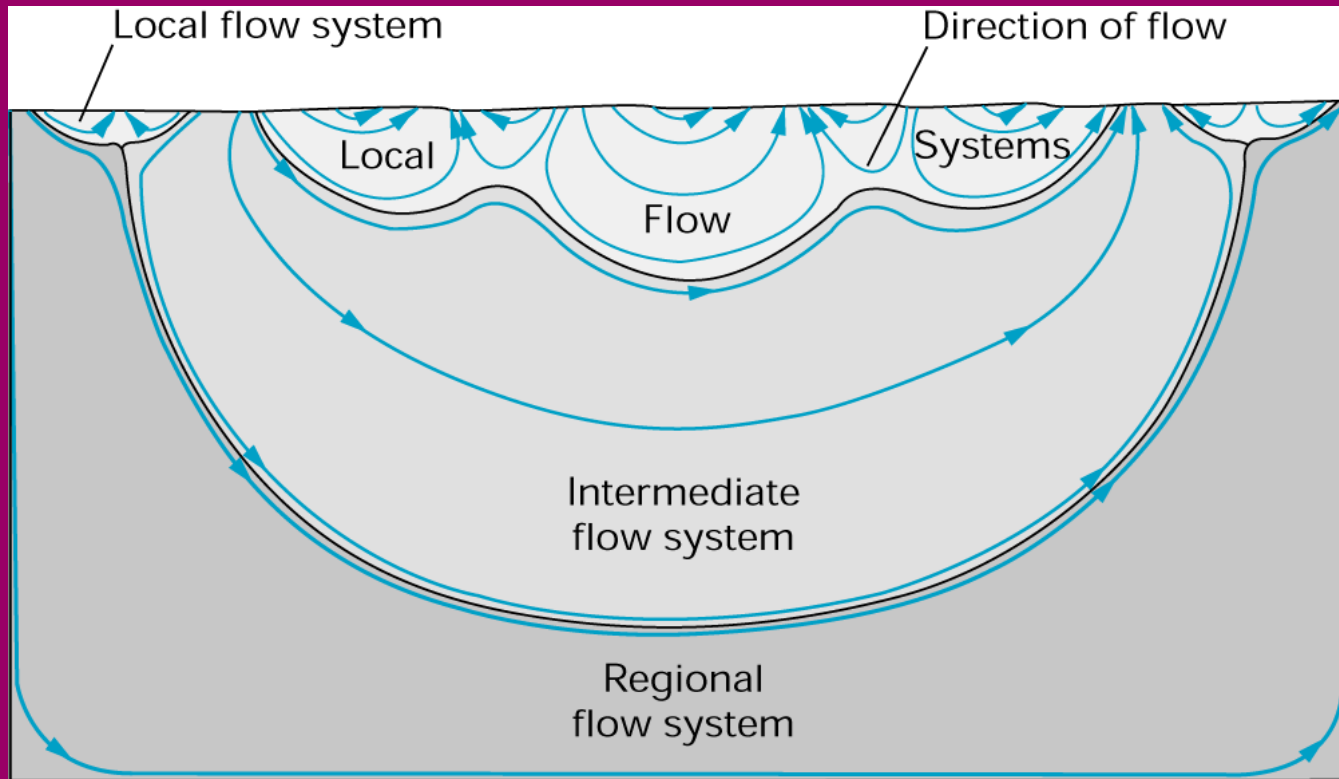 Local flow system
Direction of flow
Local
Systems
Flow
Intermediate
flow system
Regional
flow system